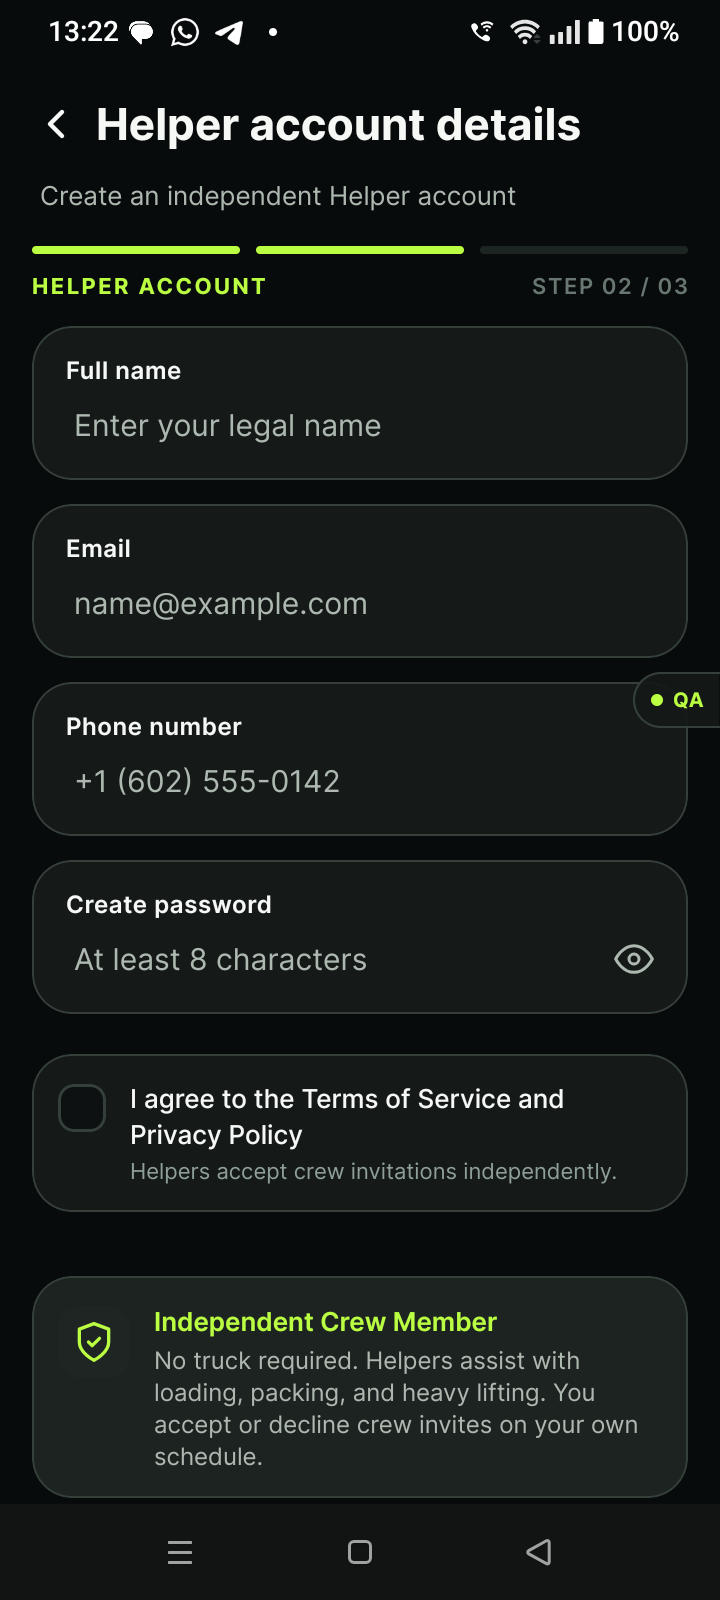 13:22
100%
Helper account details
Create an independent Helper account
HELPER ACCOUNT
STEP 02 / 03
Full name
Enter your legal name
Email
name@example.com
QA
Phone number
+1 (602) 555-0142
Create password
At least 8 characters
I agree to the Terms of Service and
Privacy Policy
Helpers accept crew invitations independently.
Independent Crew Member
No truck required. Helpers assist with
loading, packing, and heavy lifting. You
accept or decline crew invites on your own
schedule.